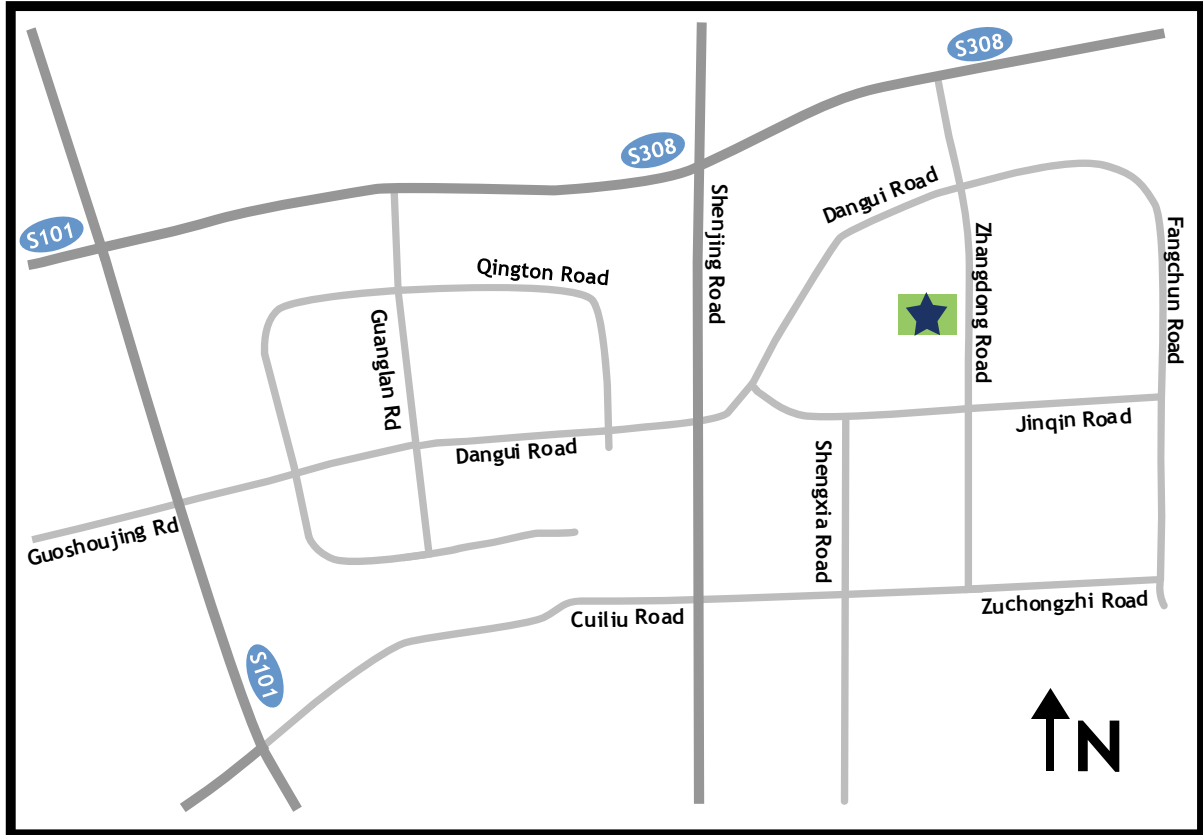 S308
S308
Dangui Road
S101
Shenjing Road
Zhangdong Road
Fangchun Road
Qington Road
Guanglan Rd
Jinqin Road
Dangui Road
Shengxia Road
Guoshoujing Rd
Zuchongzhi Road
Cuiliu Road
S101
N